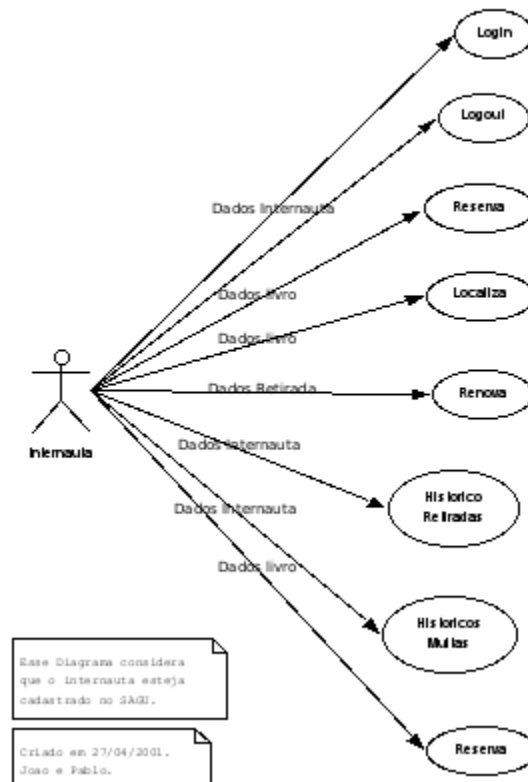 Login
Logout
Dados Internauta
Reserva
Dados livro
Localiza
Dados livro
Dados Retirada
Renova
Internauta
Dados Internauta
Historico
Retiradas
Dados Internauta
Dados livro
Historicos
Multas
Esse Diagrama considera
que o internauta esteja
cadastrado no SAGU.
Reserva
Criado em 27/04/2001.
Joao e Pablo.